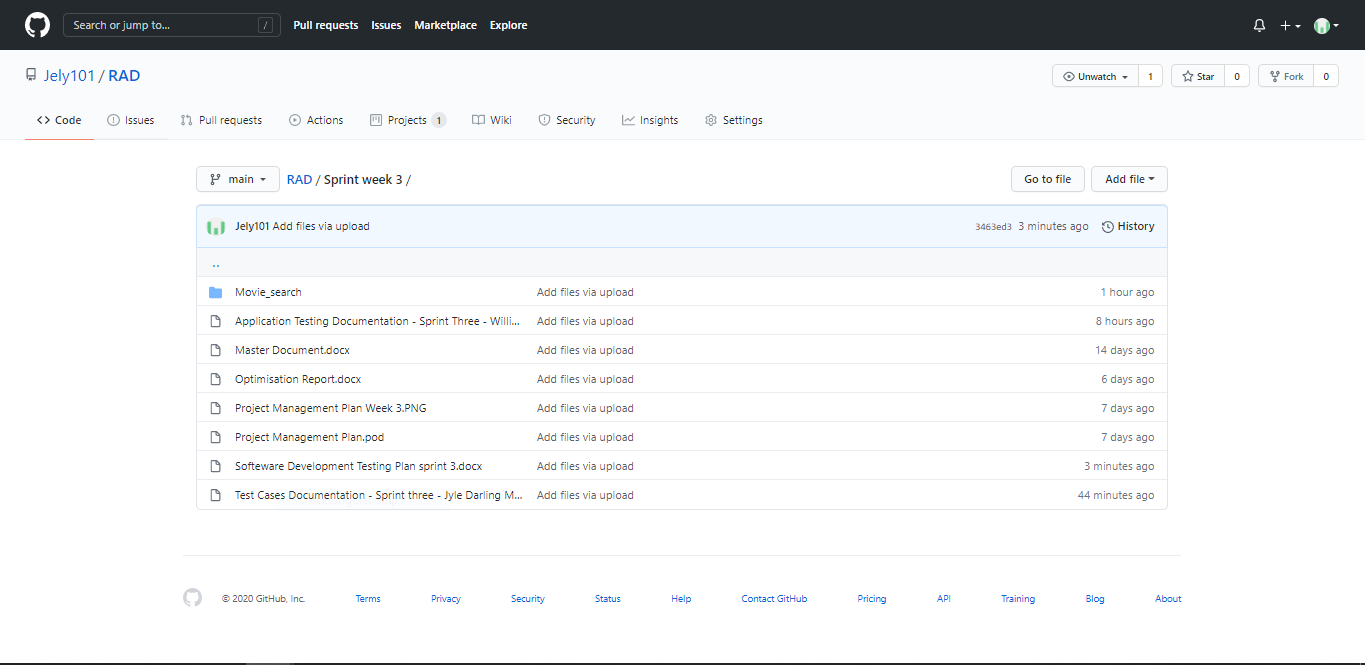 Search or jump to... / Pull requests Issues Marketplace Explore
Jely101 / RAD Unwatch 1 Star 0 Fork 0
Code Issues Pull requests Actions Projects 1 Wiki Security Insights Settings
main RAD / Sprint week 3 / Go to file Add file
Jely101 Add files via upload 3463ed3 3 minutes ago History
..
Movie_search Add files via upload 1 hour ago
Application Testing Documentation - Sprint Three - Willi... Add files via upload 8 hours ago
Master Document.docx Add files via upload 14 days ago
Optimisation Report.docx Add files via upload 6 days ago
Project Management Plan Week 3.PNG Add files via upload 7 days ago
Project Management Plan.pod Add files via upload 7 days ago
Softeware Development Testing Plan sprint 3.docx Add files via upload 3 minutes ago
Test Cases Documentation - Sprint three - Jyle Darling M... Add files via upload 44 minutes ago
© 2020 GitHub, Inc. Terms Privacy Security Status Help Contact GitHub Pricing API Training Blog About